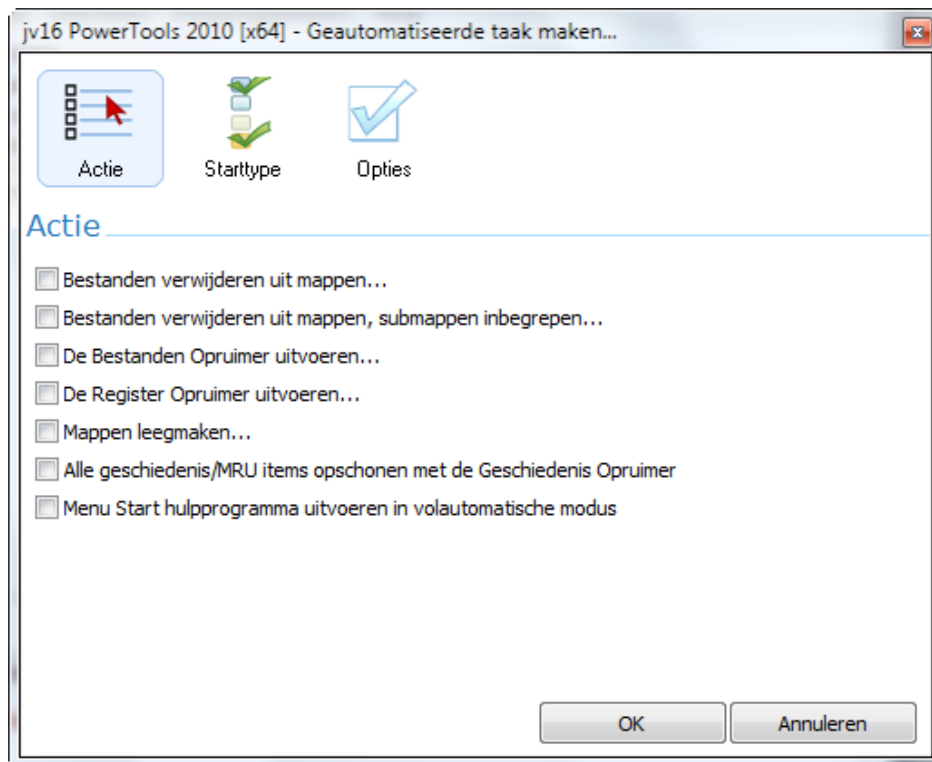 jv16 PowerTools 2010 [x64] - Geautomatiseerde taak maken...
Actie
Starttype
Opties
Actie
Bestanden verwijderen uit mappen...
Bestanden verwijderen uit mappen, submappen inbegrepen...
De Bestanden Opruimer uitvoeren...
De Register Opruimer uitvoeren...
Mappen leegmaken...
Alle geschiedenis/MRU items opschonen met de Geschiedenis Opruimer
Menu Start hulpprogramma uitvoeren in volautomatische modus
OK
Annuleren